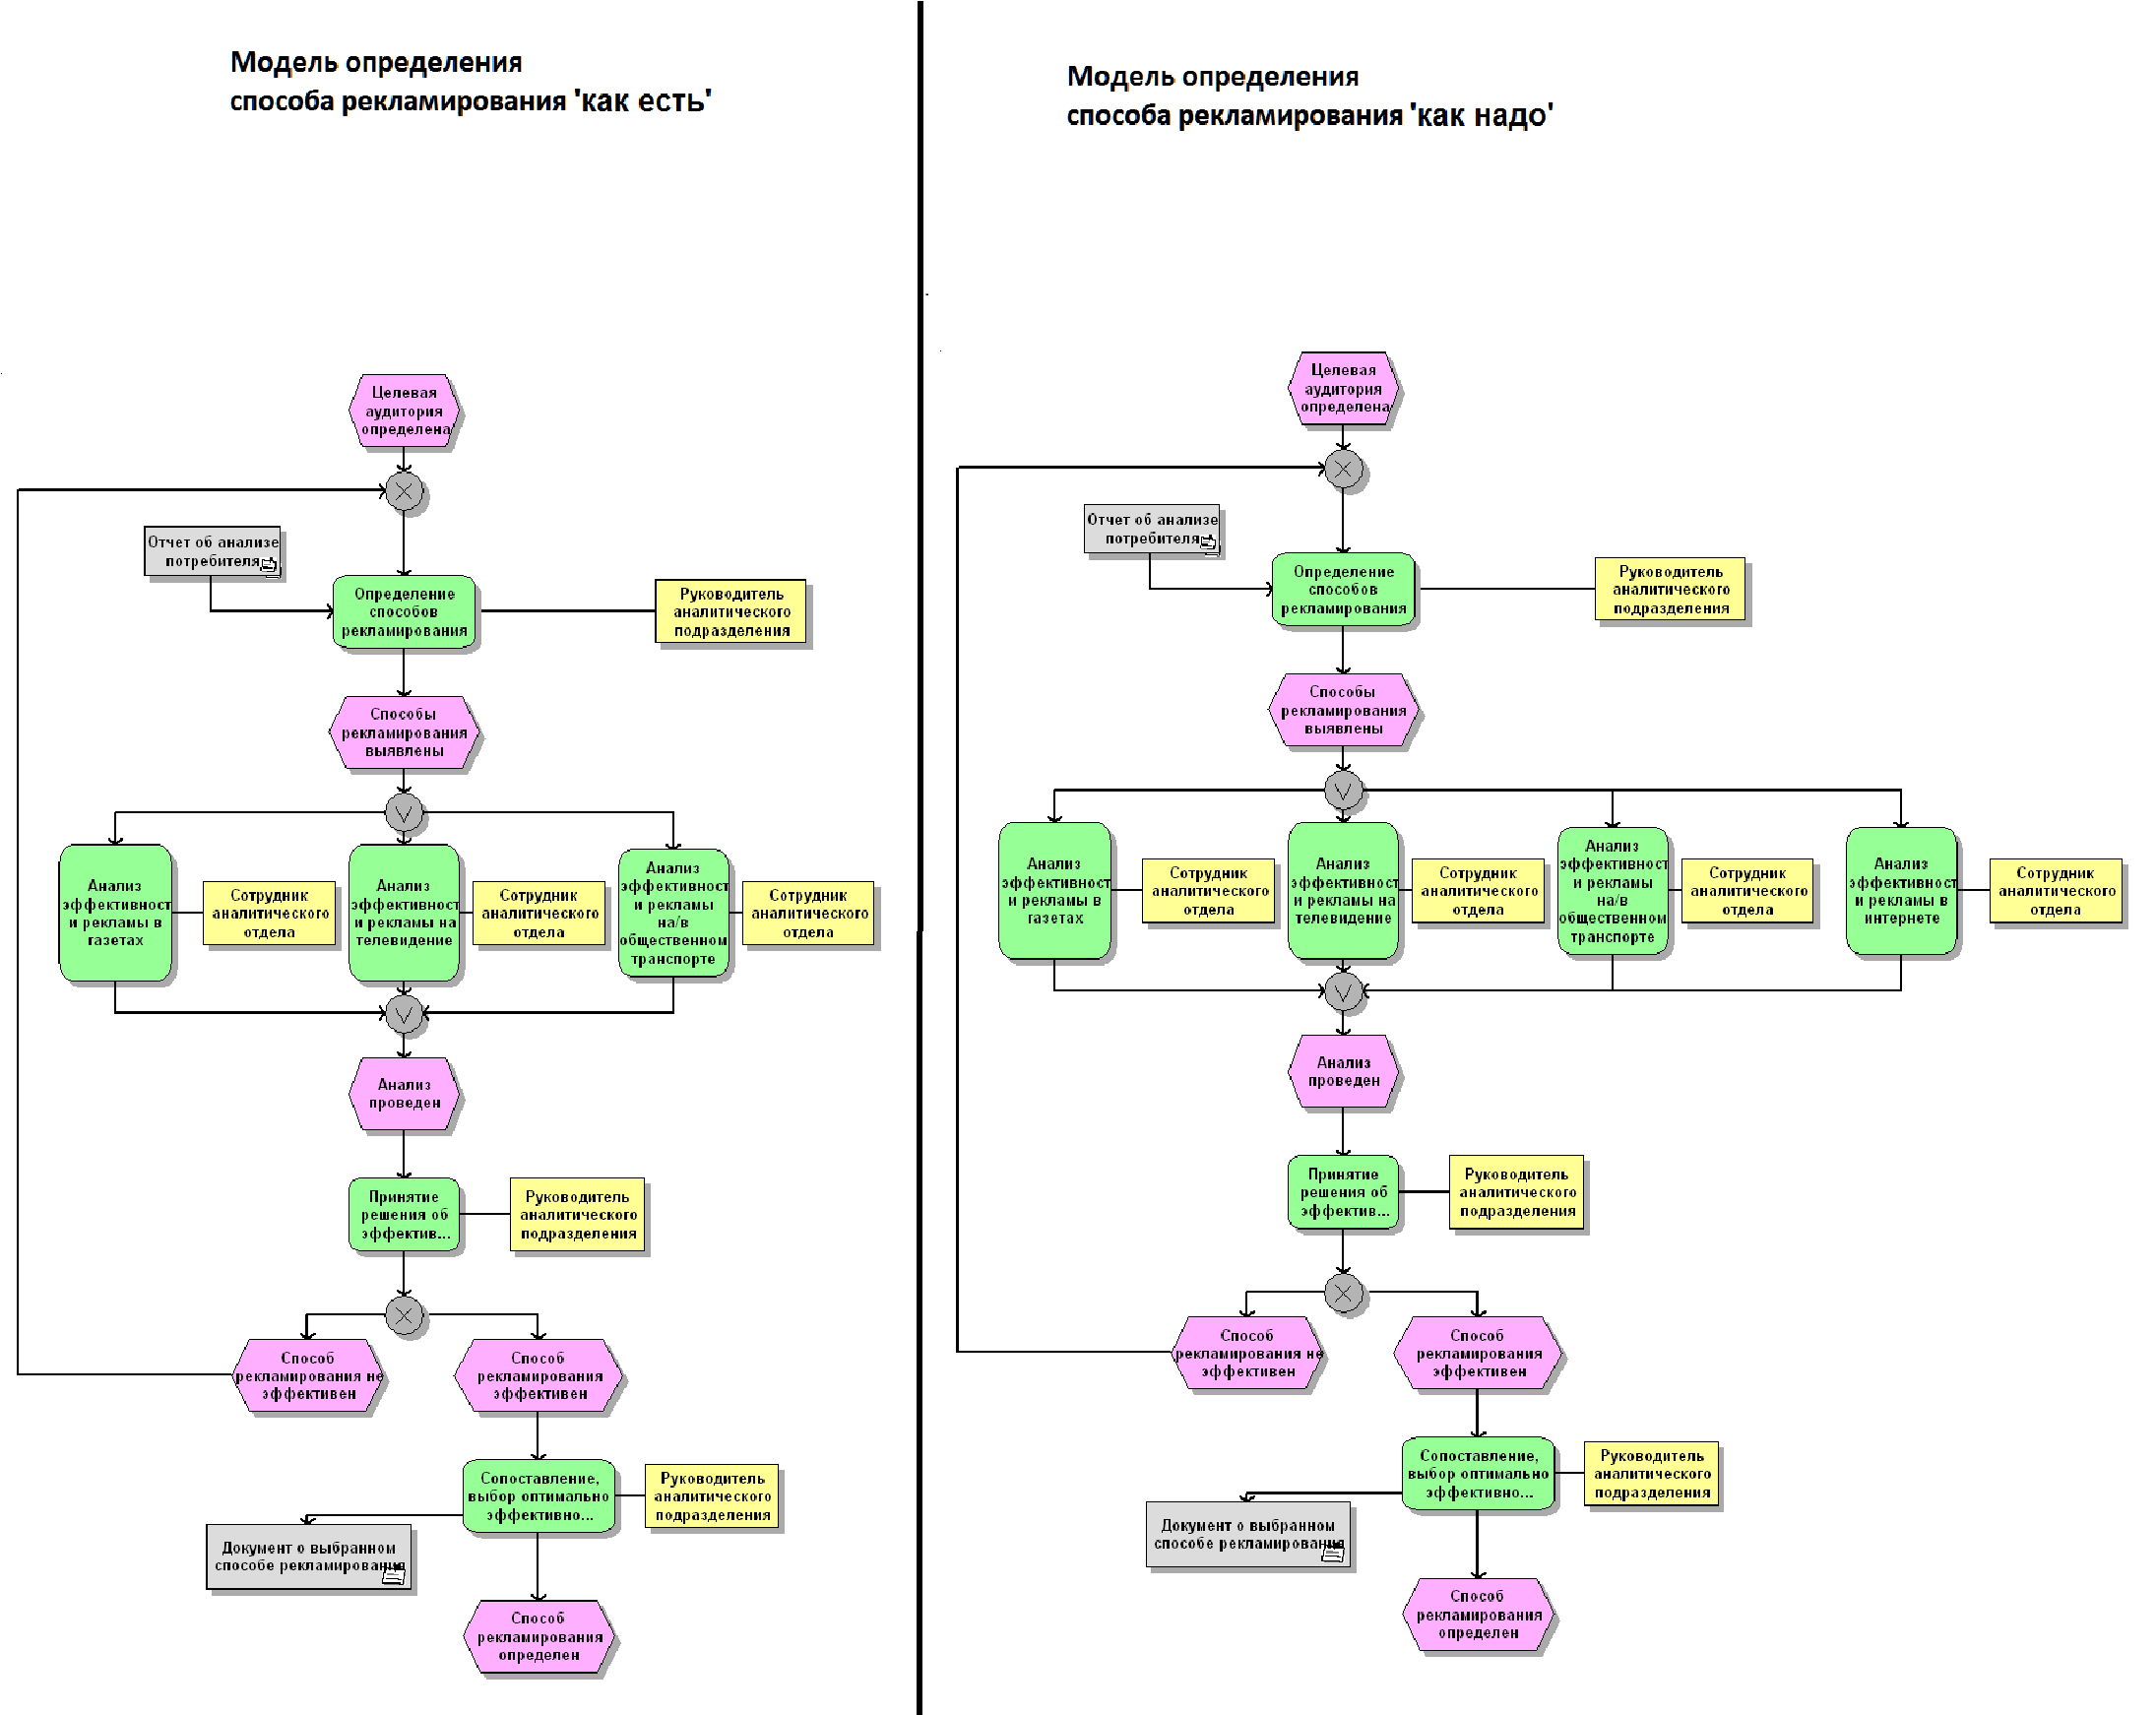 Модель определения
способа рекламирования 'как есть'
Целевая
аудитория
определена
Отчет об анализе
потребителя
Определение
способов
рекламирования
Руководитель
аналитического
подразделения
Способы
рекламирования
выявлены
Анализ
эффективност
и рекламы в
газетах
Сотрудник
аналитического
отдела
Анализ
эффективност
и рекламы на
телевидение
Сотрудник
аналитического
отдела
Анализ
эффективност
и рекламы
на/в
общественном
транспорте
Сотрудник
аналитического
отдела
Анализ
проведен
Принятие
решения об
эффектив...
Руководитель
аналитического
подразделения
Способ
рекламирования не
эффективен
Способ
рекламирования
эффективен
Сопоставление,
выбор оптимально
эффективно...
Руководитель
аналитического
подразделения
Документ о выбранном
способе рекламирования
Способ
рекламирования
определен
Модель определения
способа рекламирования 'как надо'
Целевая
аудитория
определена
Отчет об анализе
потребителя
Определение
способов
рекламирования
Руководитель
аналитического
подразделения
Способы
рекламирования
выявлены
Анализ
эффективност
и рекламы в
газетах
Сотрудник
аналитического
отдела
Анализ
эффективност
и рекламы на
телевидение
Сотрудник
аналитического
отдела
Анализ
эффективност
и рекламы
на/в
общественном
транспорте
Сотрудник
аналитического
отдела
Анализ
эффективност
и рекламы в
интернете
Сотрудник
аналитического
отдела
Анализ
проведен
Принятие
решения об
эффектив...
Руководитель
аналитического
подразделения
Способ
рекламирования не
эффективен
Способ
рекламирования
эффективен
Сопоставление,
выбор оптимально
эффективно...
Руководитель
аналитического
подразделения
Документ о выбранном
способе рекламирования
Способ
рекламирования
определен